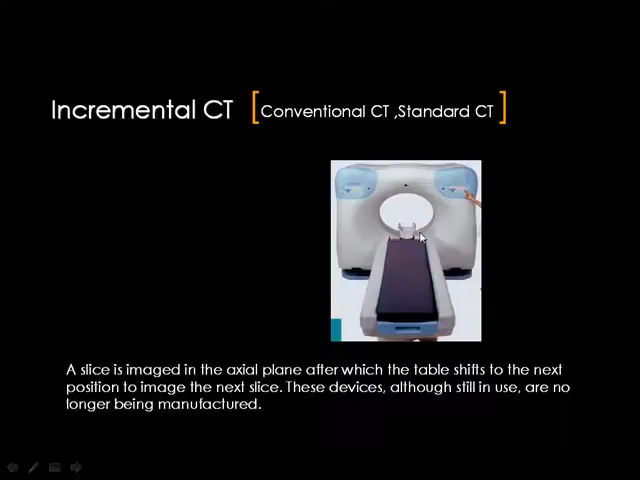 Incremental CT [Conventional CT ,Standard CT ]
A slice is imaged in the axial plane after which the table shifts to the next
position to image the next slice. These devices, although still in use, are no
longer being manufactured.